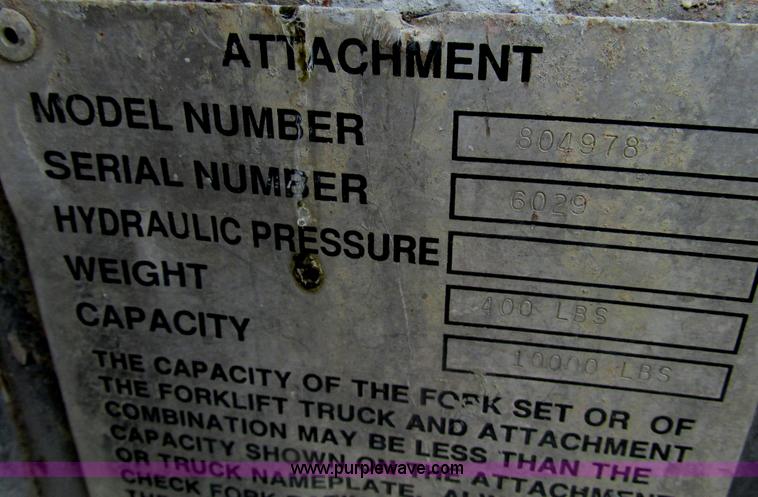 ATTACHMENT
MODEL NUMBER 804978
SERIAL NUMBER 6029
HYDRAULIC PRESSURE
WEIGHT 400 LBS
CAPACITY 10000 LBS
THE CAPACITY OF THE FORK SET OR OF
THE FORKLIFT TRUCK AND ATTACHMENT
COMBINATION MAY BE LESS THAN THE
CAPACITY SHOWN ON THE ATTACHMENT
OR TRUCK NAMEPLATE.
CHECK FORK
www.purplewave.com